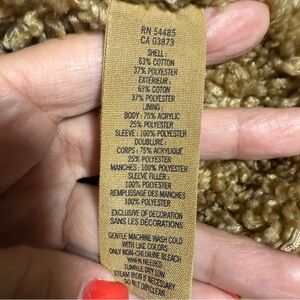 RN 54485
CA 03873
SHELL :
63% COTTON
37% POLYESTER
EXTÉRIEUR :
63% COTON
37% POLYESTER
LINING :
BODY : 75% ACRYLIC
25% POLYESTER
SLEEVE : 100% POLYESTER
DOUBLURE :
CORPS : 75% ACRYLIQUE
25% POLYESTER
MANCHES : 100% POLYESTER
SLEEVE FILLER :
100% POLYESTER
REMPLISSAGE DES MANCHES :
100% POLYESTER
EXCLUSIVE OF DECORATION
SANS LES DÉCORATIONS
GENTLE MACHINE WASH COLD
WITH LIKE COLORS
ONLY NON-CHLORINE BLEACH
WHEN NEEDED
TUMBLE DRY LOW
STEAM IRON IF NECESSARY
DO NOT DRYCLEAN